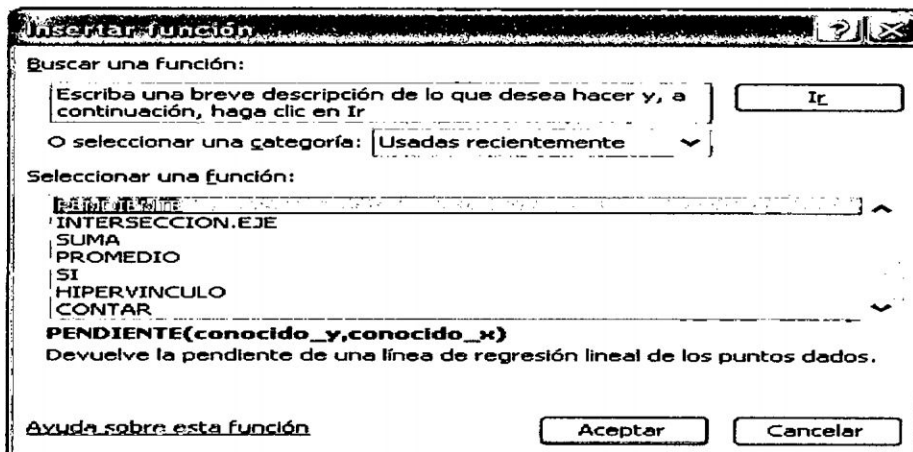 Insertar función
Buscar una función:
Escriba una breve descripción de lo que desea hacer y, a
continuación, haga clic en Ir
Ir
O seleccionar una categoría: Usadas recientemente
Seleccionar una función:
PENDIENTE
INTERSECCION.EJE
SUMA
PROMEDIO
SI
HIPERVINCULO
CONTAR
PENDIENTE(conocido_y,conocido_x)
Devuelve la pendiente de una línea de regresión lineal de los puntos dados.
Ayuda sobre esta función
Aceptar
Cancelar